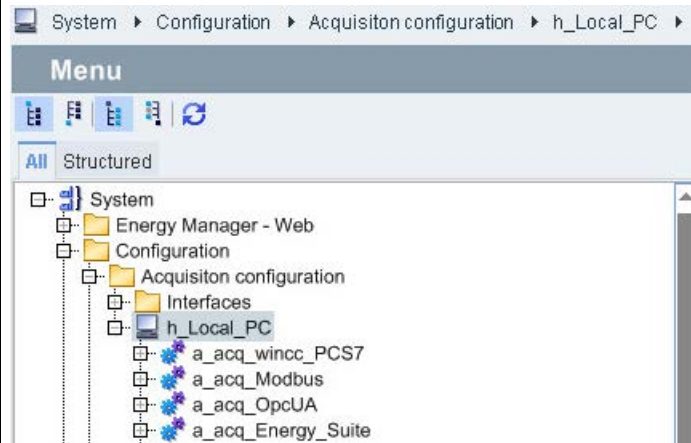 System Configuration Acquisiton configuration h_Local_PC
Menu
All Structured
System
Energy Manager - Web
Configuration
Acquisiton configuration
Interfaces
h_Local_PC
a_acq_wincc_PCS7
a_acq_Modbus
a_acq_OpcUA
a_acq_Energy_Suite